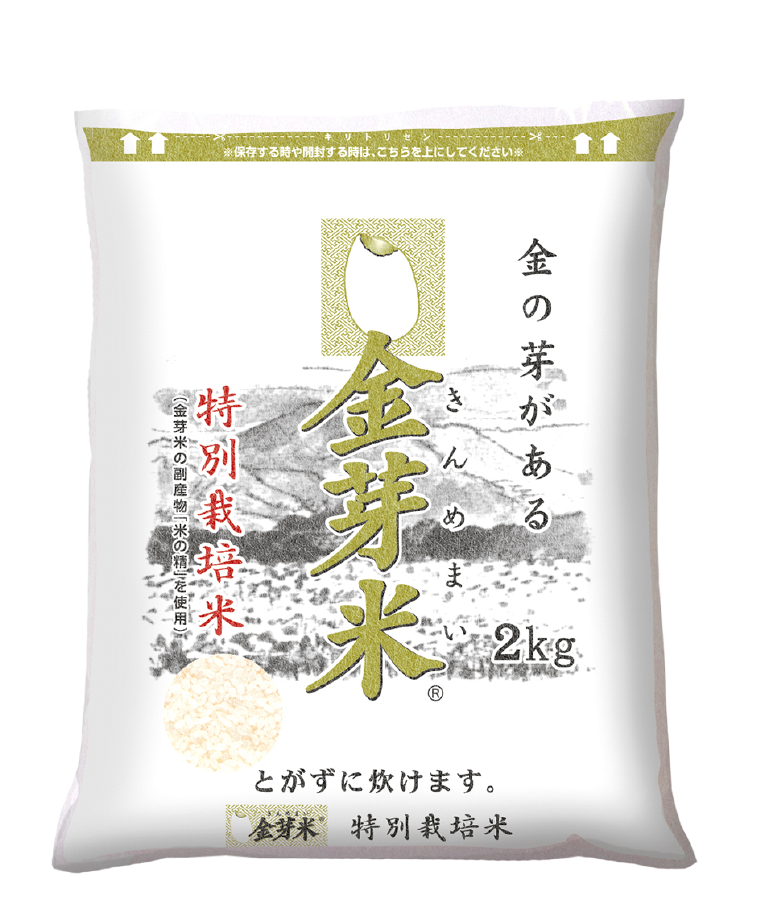 キリトリセン
※保存する時や開封する時は、こちらを上にしてください※
金の芽がある
金芽米
きんめまい
®
特別栽培米
(金芽米の副産物「米の精」を使用)
2kg
とがずに炊けます。
金芽米
特別栽培米